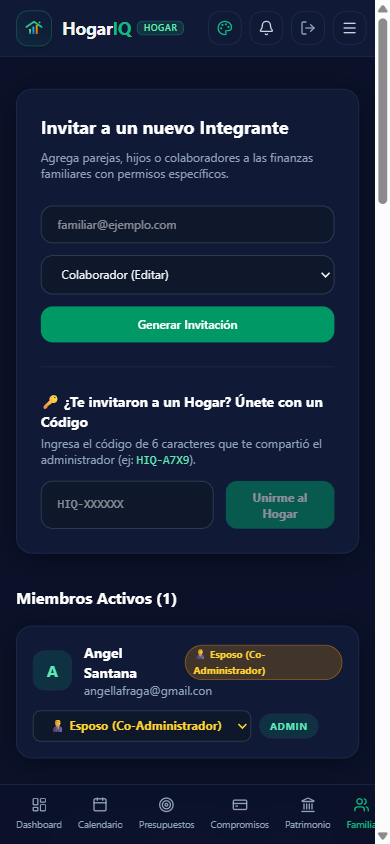 HogarIQ HOGAR
Invitar a un nuevo Integrante
Agrega parejas, hijos o colaboradores a las finanzas
familiares con permisos específicos.
familiar@ejemplo.com
Colaborador (Editar)
Generar Invitación
¿Te invitaron a un Hogar? Únete con un
Código
Ingresa el código de 6 caracteres que te compartió el
administrador (ej: HIQ-A7X9).
HIQ-XXXXXX
Unirme al
Hogar
Miembros Activos (1)
A
Angel
Santana
Esposo (Co-
Administrador)
angellafraga@gmail.con
Esposo (Co-Administrador)
ADMIN
Dashboard Calendario Presupuestos Compromisos Patrimonio Familia